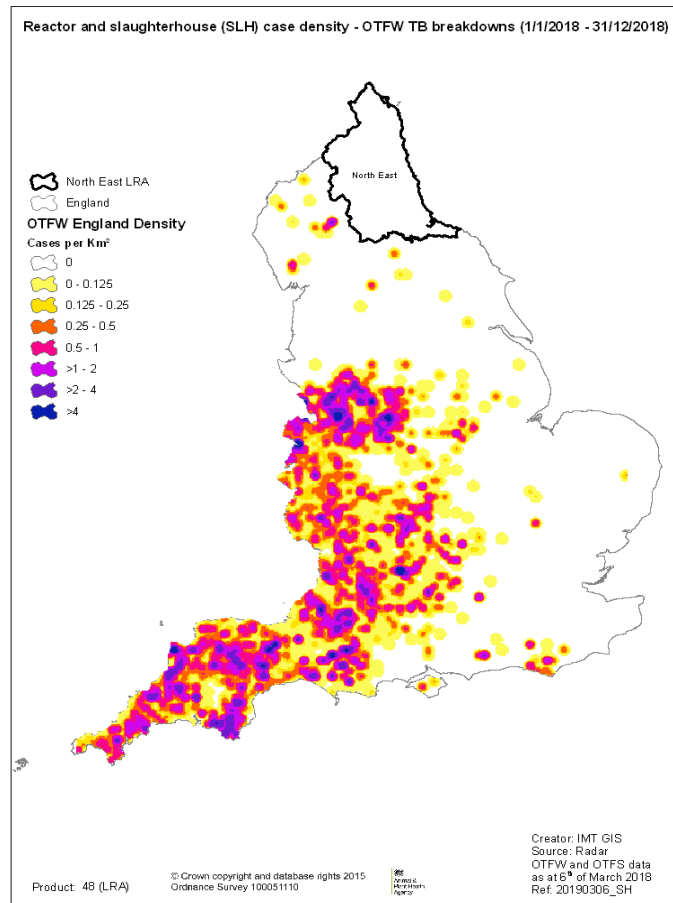 Reactor and slaughterhouse (SLH) case density - OTFW TB breakdowns (1/1/2018 - 31/12/2018)
North East
North East LRA
England
OTFW England Density
Cases per Km²
0
0 - 0.125
0.125 - 0.25
0.25 - 0.5
0.5 - 1
>1 - 2
>2 - 4
>4
Product: 48 (LRA)
© Crown copyright and database rights 2015
Ordnance Survey 100051110
Animal &
Plant Health
Agency
Creator: IMT GIS
Source: Radar
OTFW and OTFS data
as at 6th of March 2018
Ref: 20190306_SH